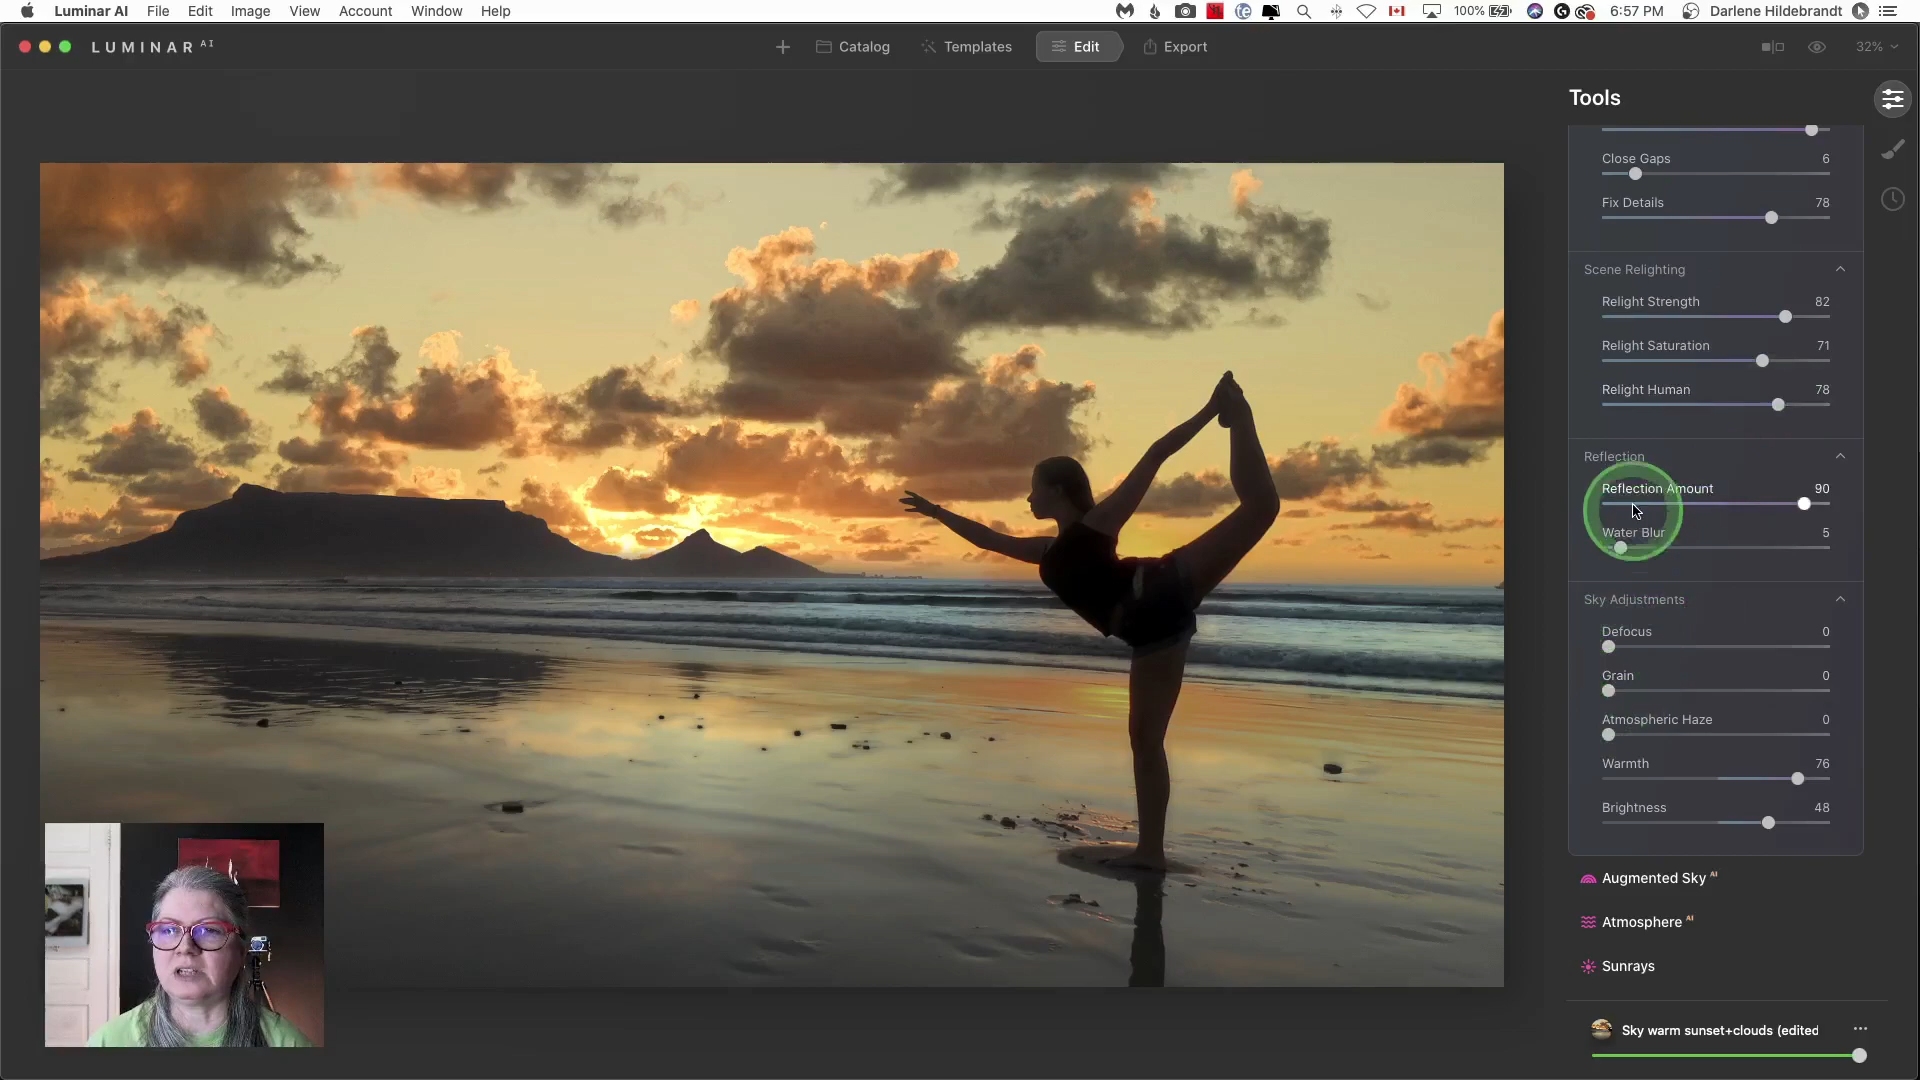 Luminar AI File Edit Image View Account Window Help 100% 6:57 PM Darlene Hildebrandt
LUMINAR AI Catalog Templates Edit Export 32%
Tools
Close Gaps 6
Fix Details 78
Scene Relighting
Relight Strength 82
Relight Saturation 71
Relight Human 78
Reflection
Reflection Amount 90
Water Blur 5
Sky Adjustments
Defocus 0
Grain 0
Atmospheric Haze 0
Warmth 76
Brightness 48
Augmented Sky AI
Atmosphere AI
Sunrays
Sky warm sunset+clouds (edited